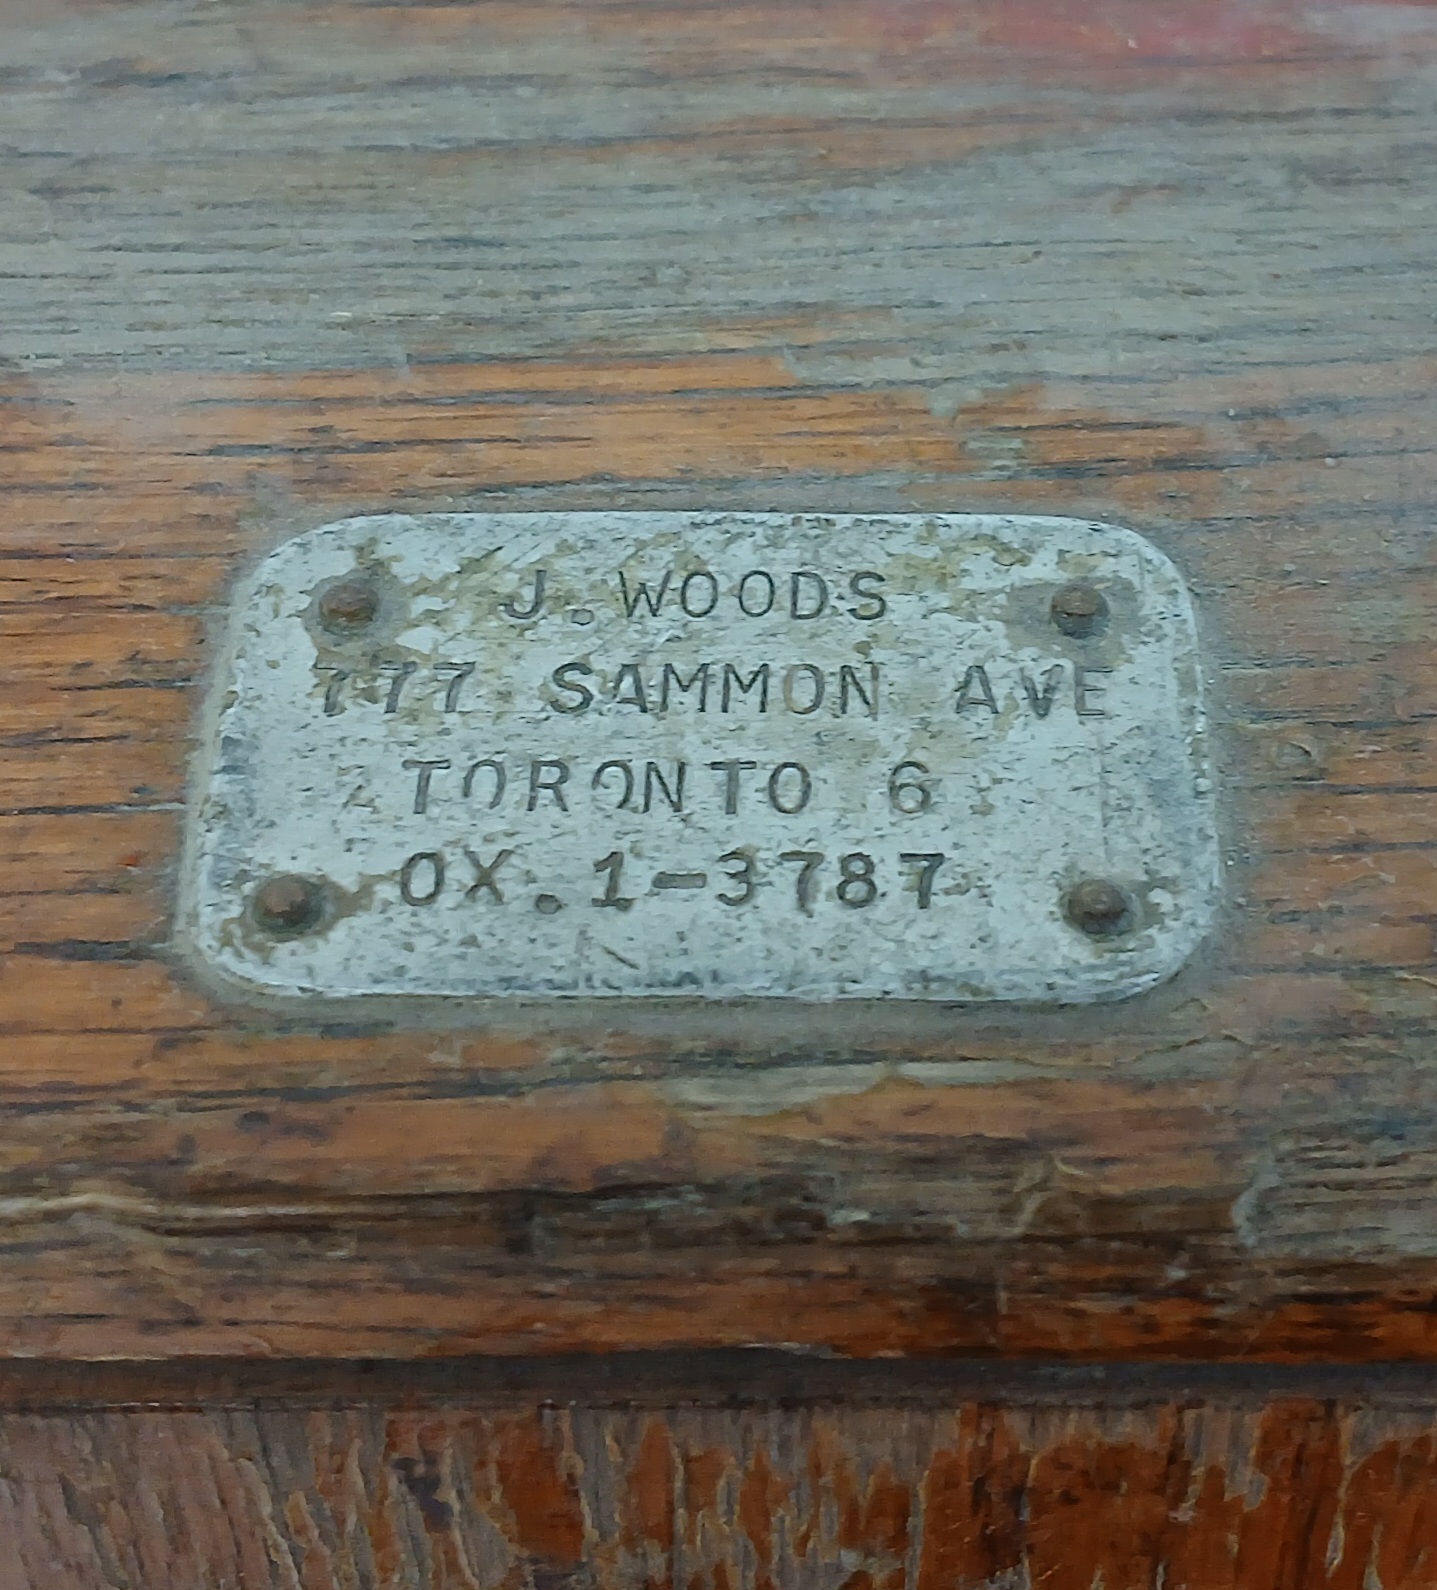 J. WOODS
777 SAMMON AVE
TORONTO 6
OX. 1-3787